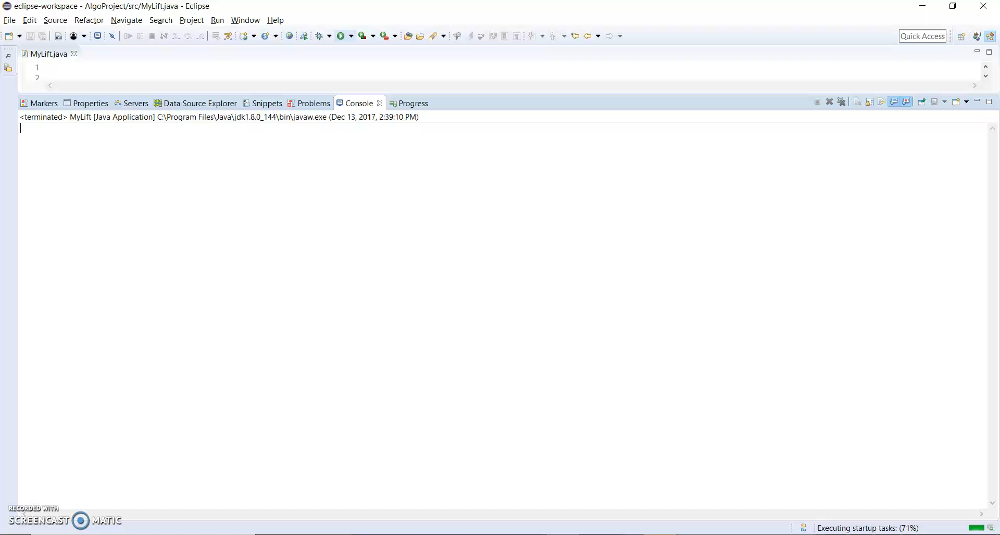 eclipse-workspace - AlgoProject/src/MyLift.java - Eclipse
File Edit Source Refactor Navigate Search Project Run Window Help
Quick Access
MyLift.java
1
2
Markers Properties Servers Data Source Explorer Snippets Problems Console Progress
<terminated> MyLift [Java Application] C:\Program Files\Java\jdk1.8.0_144\bin\javaw.exe (Dec 13, 2017, 2:39:10 PM)
RECORDED WITH
SCREENCAST MATIC
Executing startup tasks: (71%)